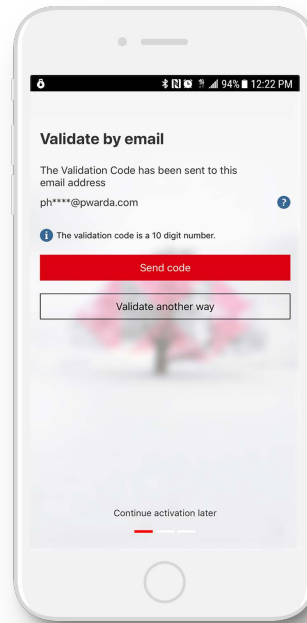 94% 12:22 PM
Validate by email
The Validation Code has been sent to this
email address
ph****@pwarda.com
?
i The validation code is a 10 digit number.
Send code
Validate another way
Continue activation later